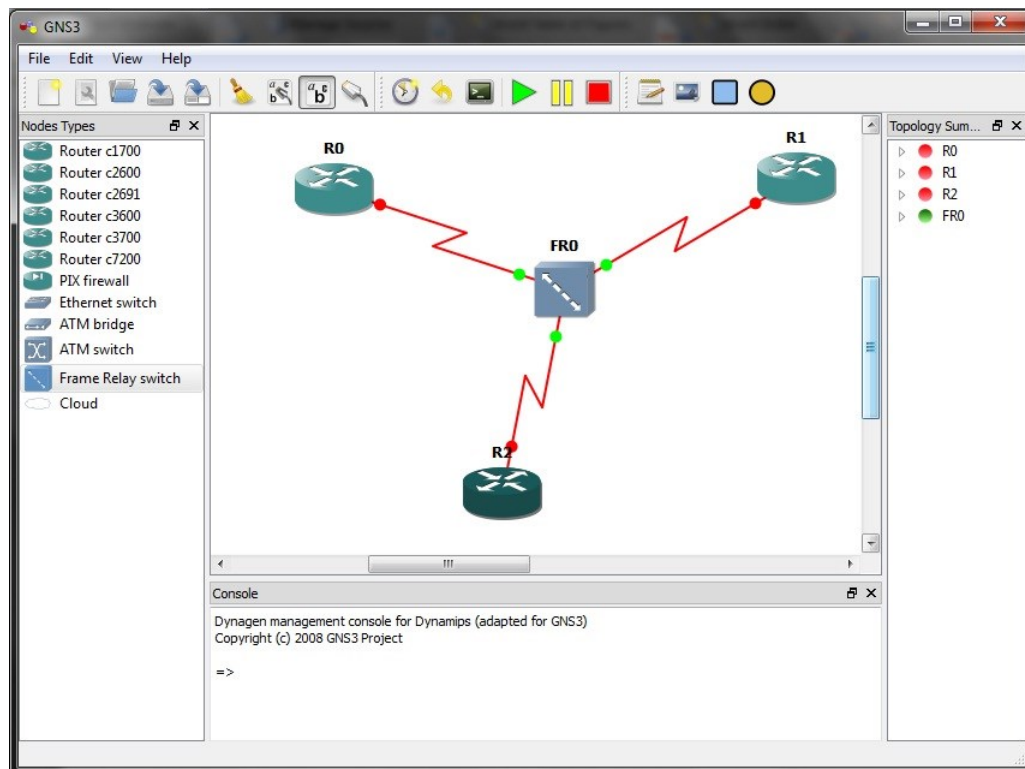 GNS3
File Edit View Help
Nodes Types
Router c1700
Router c2600
Router c2691
Router c3600
Router c3700
Router c7200
PIX firewall
Ethernet switch
ATM bridge
ATM switch
Frame Relay switch
Cloud
R0
R1
FR0
R2
Topology Sum...
R0
R1
R2
FR0
Console
Dynagen management console for Dynamips (adapted for GNS3)
Copyright (c) 2008 GNS3 Project
=>